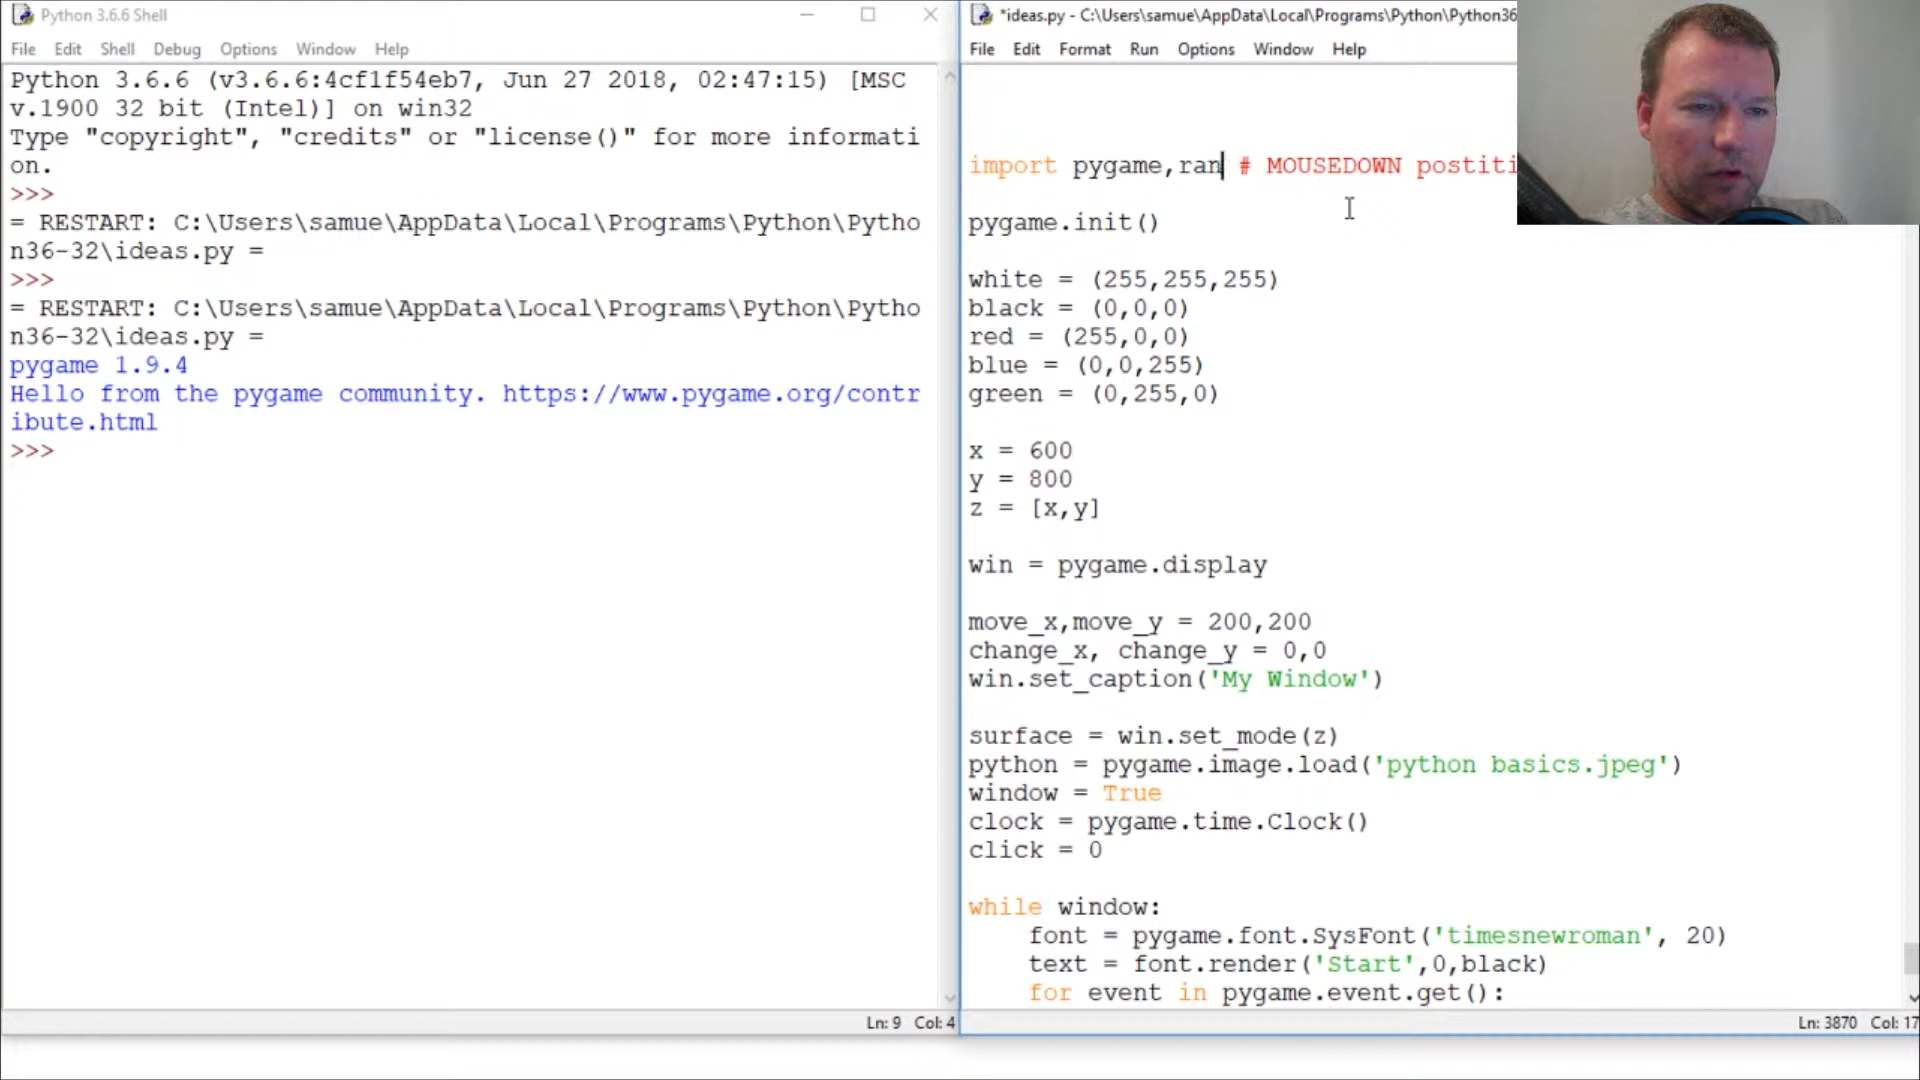 Python 3.6.6 Shell
File Edit Shell Debug Options Window Help
Python 3.6.6 (v3.6.6:4cf1f54eb7, Jun 27 2018, 02:47:15) [MSC
v.1900 32 bit (Intel)] on win32
Type "copyright", "credits" or "license()" for more informati
on.
>>>
= RESTART: C:\Users\samue\AppData\Local\Programs\Python\Pytho
n36-32\ideas.py =
>>>
= RESTART: C:\Users\samue\AppData\Local\Programs\Python\Pytho
n36-32\ideas.py =
pygame 1.9.4
Hello from the pygame community. https://www.pygame.org/contr
ibute.html
>>>
Ln: 9 Col: 4
*ideas.py - C:\Users\samue\AppData\Local\Programs\Python\Python36
File Edit Format Run Options Window Help
import pygame,ran # MOUSEDOWN postiti
pygame.init()
white = (255,255,255)
black = (0,0,0)
red = (255,0,0)
blue = (0,0,255)
green = (0,255,0)
x = 600
y = 800
z = [x,y]
win = pygame.display
move_x,move_y = 200,200
change_x, change_y = 0,0
win.set_caption('My Window')
surface = win.set_mode(z)
python = pygame.image.load('python basics.jpeg')
window = True
clock = pygame.time.Clock()
click = 0
while window:
font = pygame.font.SysFont('timesnewroman', 20)
text = font.render('Start',0,black)
for event in pygame.event.get():
Ln: 3870 Col: 17